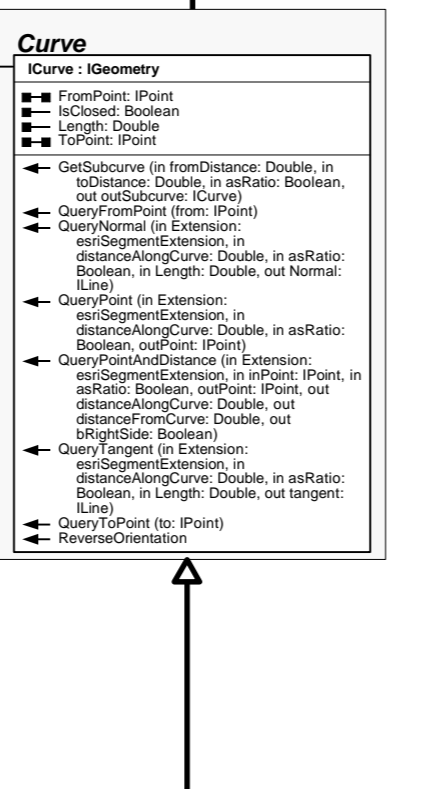 Curve
ICurve : IGeometry
FromPoint: IPoint
IsClosed: Boolean
Length: Double
ToPoint: IPoint
GetSubcurve (in fromDistance: Double, in
toDistance: Double, in asRatio: Boolean,
out outSubcurve: ICurve)
QueryFromPoint (from: IPoint)
QueryNormal (in Extension:
esriSegmentExtension, in
distanceAlongCurve: Double, in asRatio:
Boolean, in Length: Double, out Normal:
ILine)
QueryPoint (in Extension:
esriSegmentExtension, in
distanceAlongCurve: Double, in asRatio:
Boolean, outPoint: IPoint)
QueryPointAndDistance (in Extension:
esriSegmentExtension, in inPoint: IPoint, in
asRatio: Boolean, outPoint: IPoint, out
distanceAlongCurve: Double, out
distanceFromCurve: Double, out
bRightSide: Boolean)
QueryTangent (in Extension:
esriSegmentExtension, in
distanceAlongCurve: Double, in asRatio:
Boolean, in Length: Double, out tangent:
ILine)
QueryToPoint (to: IPoint)
ReverseOrientation